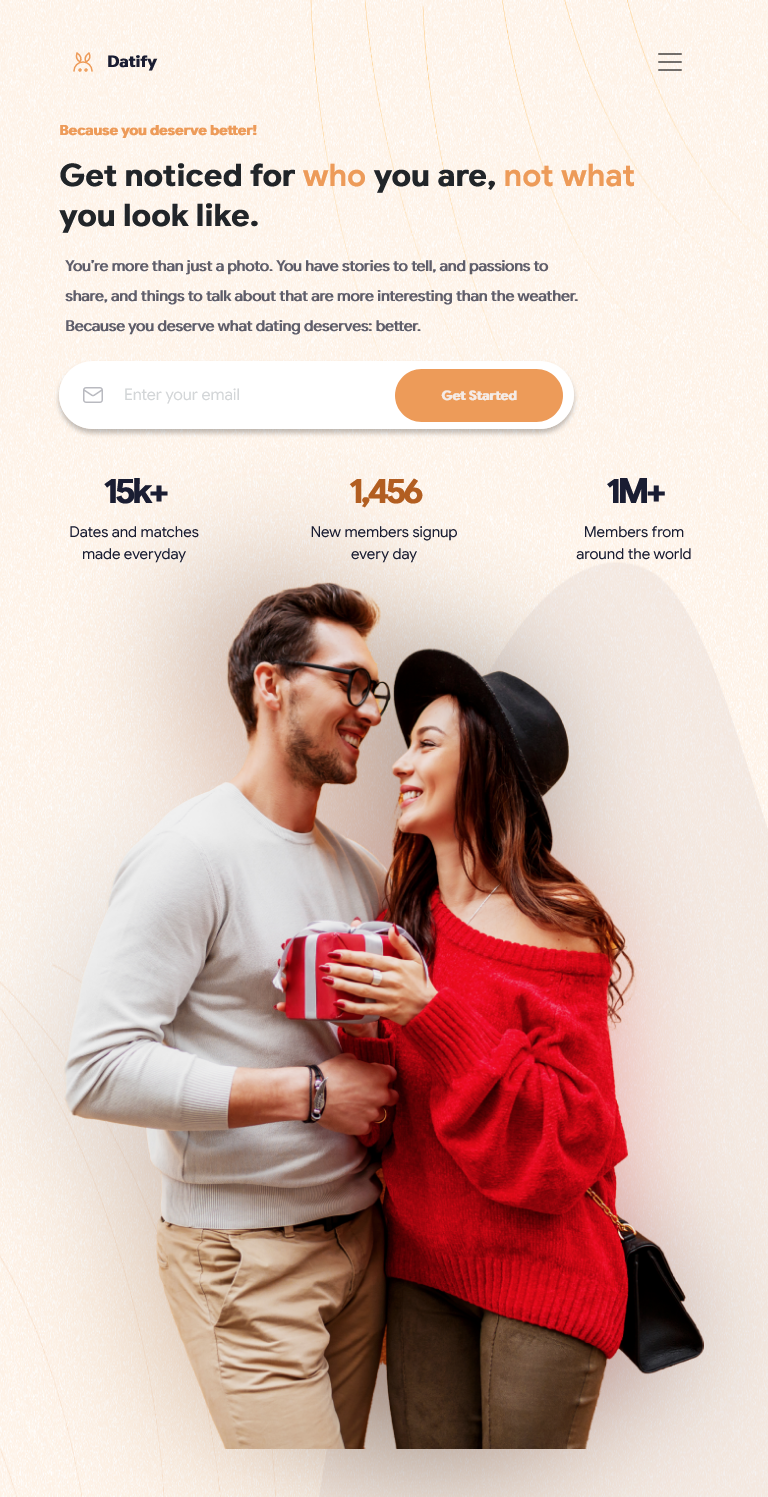 Datify
Because you deserve better!
Get noticed for who you are, not what
you look like.
You're more than just a photo. You have stories to tell, and passions to
share, and things to talk about that are more interesting than the weather.
Because you deserve what dating deserves: better.
Enter your email
Get Started
15k+
Dates and matches
made everyday
1,456
New members signup
every day
1M+
Members from
around the world